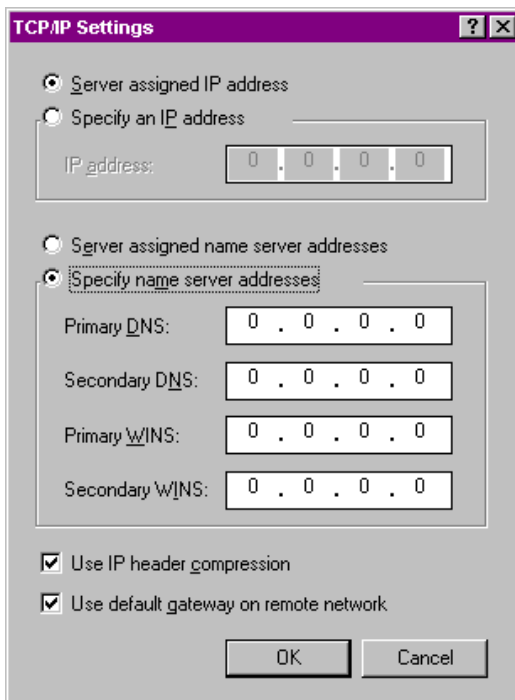 TCP/IP Settings ? X
Server assigned IP address
Specify an IP address
IP address: 0 . 0 . 0 . 0
Server assigned name server addresses
Specify name server addresses
Primary DNS: 0 . 0 . 0 . 0
Secondary DNS: 0 . 0 . 0 . 0
Primary WINS: 0 . 0 . 0 . 0
Secondary WINS: 0 . 0 . 0 . 0
Use IP header compression
Use default gateway on remote network
OK Cancel